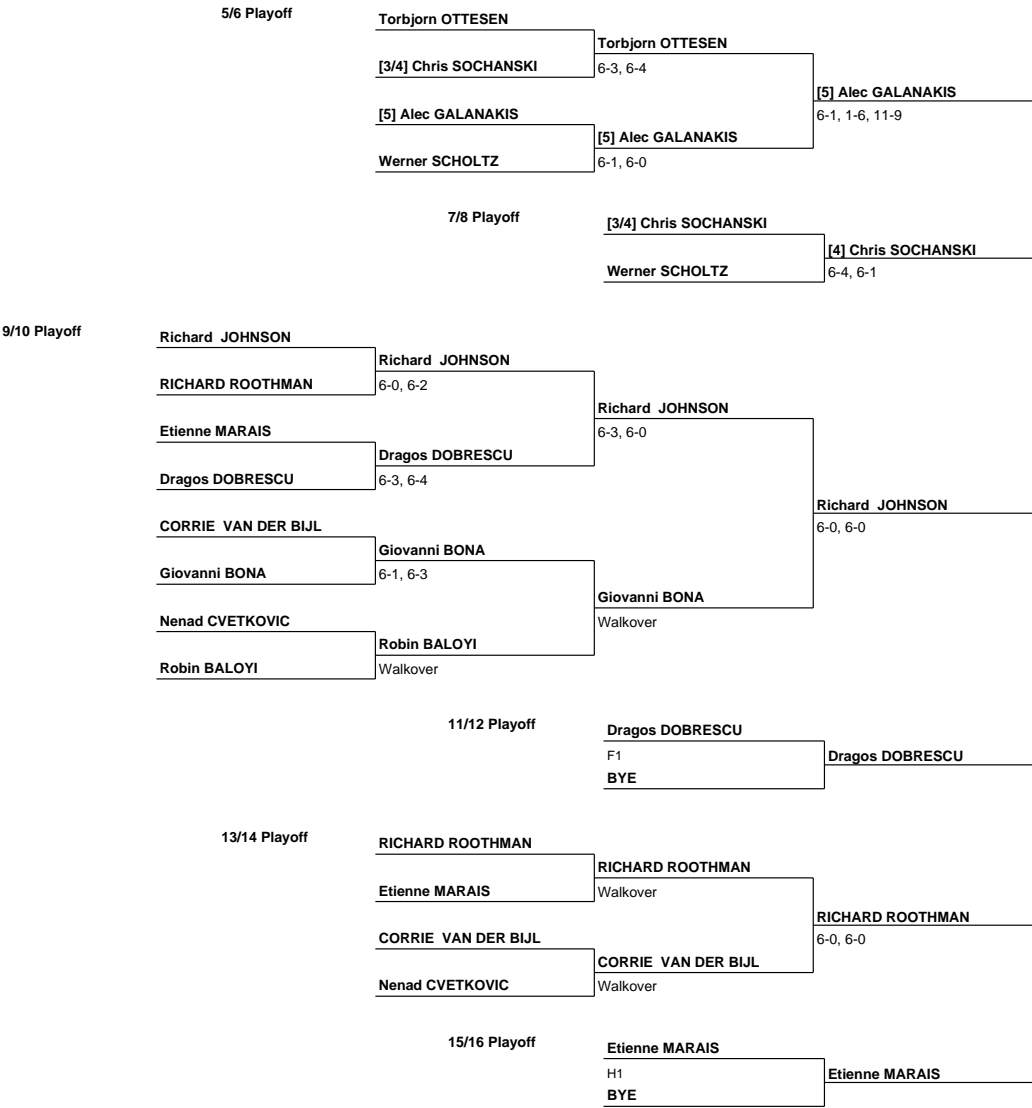 5/6 Playoff
Torbjorn OTTESEN
Torbjorn OTTESEN
[3/4] Chris SOCHANSKI
6-3, 6-4
[5] Alec GALANAKIS
[5] Alec GALANAKIS
6-1, 1-6, 11-9
[5] Alec GALANAKIS
Werner SCHOLTZ
6-1, 6-0
7/8 Playoff
[3/4] Chris SOCHANSKI
[4] Chris SOCHANSKI
Werner SCHOLTZ
6-4, 6-1
9/10 Playoff
Richard JOHNSON
Richard JOHNSON
RICHARD ROOTHMAN
6-0, 6-2
Richard JOHNSON
Etienne MARAIS
6-3, 6-0
Dragos DOBRESCU
Dragos DOBRESCU
6-3, 6-4
Richard JOHNSON
CORRIE VAN DER BIJL
6-0, 6-0
Giovanni BONA
Giovanni BONA
6-1, 6-3
Giovanni BONA
Nenad CVETKOVIC
Walkover
Robin BALOYI
Robin BALOYI
Walkover
11/12 Playoff
Dragos DOBRESCU
F1
Dragos DOBRESCU
BYE
13/14 Playoff
RICHARD ROOTHMAN
RICHARD ROOTHMAN
Etienne MARAIS
Walkover
RICHARD ROOTHMAN
CORRIE VAN DER BIJL
6-0, 6-0
CORRIE VAN DER BIJL
Nenad CVETKOVIC
Walkover
15/16 Playoff
Etienne MARAIS
H1
Etienne MARAIS
BYE